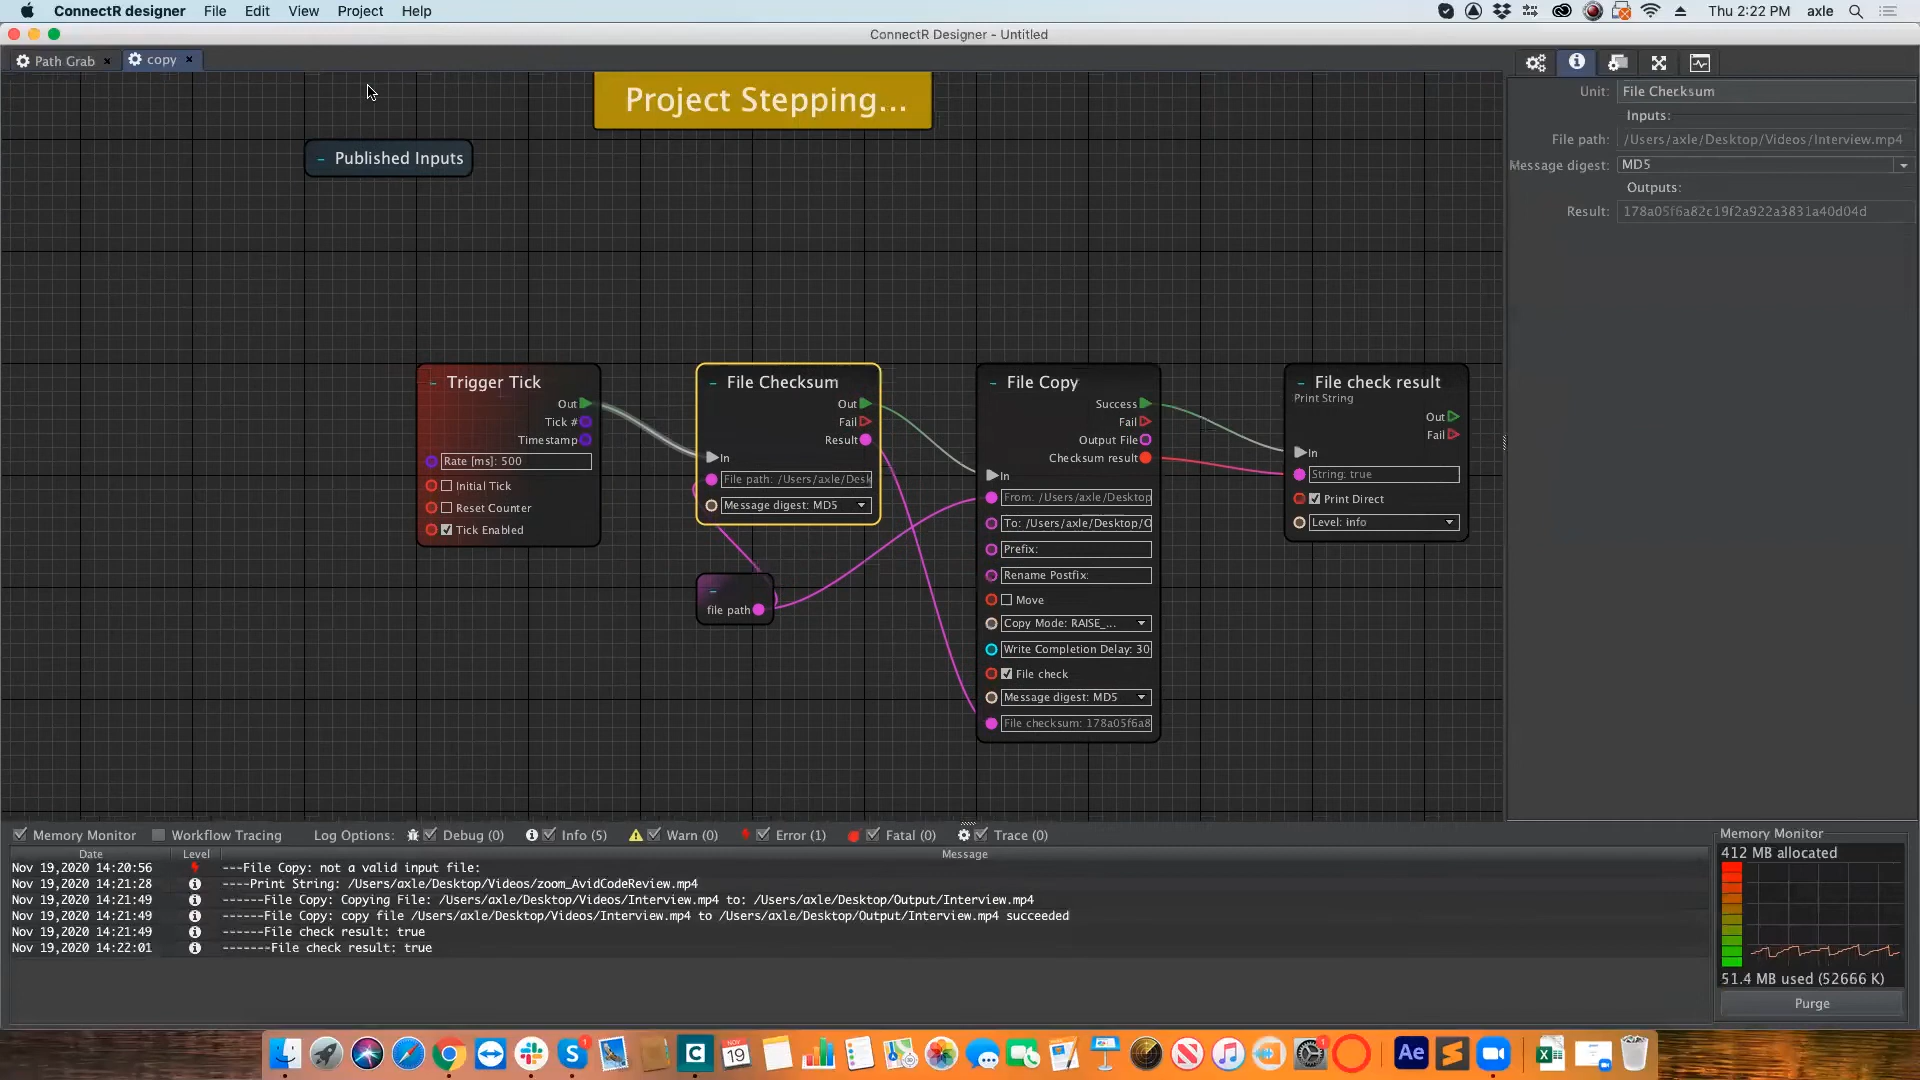 ConnectR designer File Edit View Project Help
Thu 2:22 PM axle
ConnectR Designer - Untitled
Path Grab ×
copy ×
Project Stepping...
Published Inputs
Trigger Tick
Out
Tick #
Timestamp
Rate [ms]: 500
Initial Tick
Reset Counter
Tick Enabled
File Checksum
Out
Fail
Result
In
File path: /Users/axle/Desk
Message digest: MD5
file path
File Copy
Success
Fail
Output File
Checksum result
In
From: /Users/axle/Desktop
To: /Users/axle/Desktop/O
Prefix:
Rename Postfix:
Move
Copy Mode: RAISE_...
Write Completion Delay: 30
File check
Message digest: MD5
File checksum: 178a05f6a8
File check result
Print String
Out
Fail
In
String: true
Print Direct
Level: info
Unit: File Checksum
Inputs:
File path: /Users/axle/Desktop/Videos/Interview.mp4
Message digest: MD5
Outputs:
Result: 178a05f6a82c19f2a922a3831a40d04d
Memory Monitor Workflow Tracing Log Options: Debug (0) Info (5) Warn (0) Error (1) Fatal (0) Trace (0)
Date Level Message
Nov 19,2020 14:20:56 ---File Copy: not a valid input file:
Nov 19,2020 14:21:28 ----Print String: /Users/axle/Desktop/Videos/zoom_AvidCodeReview.mp4
Nov 19,2020 14:21:49 ------File Copy: Copying File: /Users/axle/Desktop/Videos/Interview.mp4 to: /Users/axle/Desktop/Output/Interview.mp4
Nov 19,2020 14:21:49 ------File Copy: copy file /Users/axle/Desktop/Videos/Interview.mp4 to /Users/axle/Desktop/Output/Interview.mp4 succeeded
Nov 19,2020 14:21:49 ------File check result: true
Nov 19,2020 14:22:01 -------File check result: true
Memory Monitor
412 MB allocated
51.4 MB used (52666 K)
Purge
C
NOV
19
S
Ae